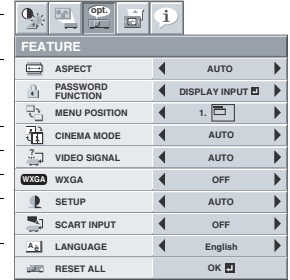 opt.
i
FEATURE
ASPECT AUTO
PASSWORD FUNCTION DISPLAY INPUT
MENU POSITION 1.
CINEMA MODE AUTO
VIDEO SIGNAL AUTO
WXGA WXGA OFF
SETUP AUTO
SCART INPUT OFF
LANGUAGE English
RESET ALL OK